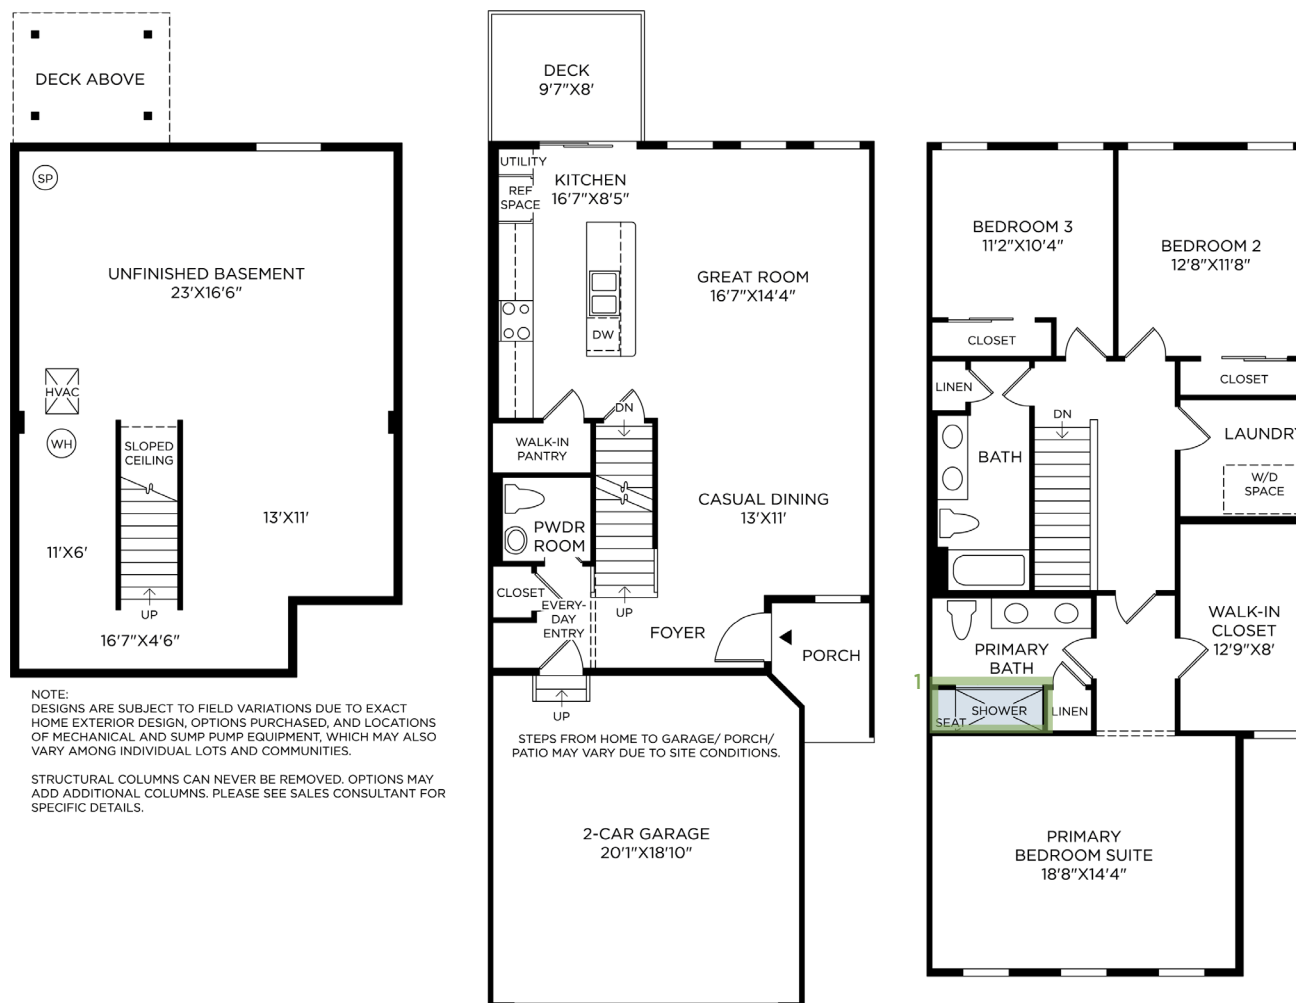 DECK ABOVE
SP
UNFINISHED BASEMENT
23'X16'6"
HVAC
WH
SLOPED
CEILING
13'X11'
11'X6'
UP
16'7"X4'6"
NOTE:
DESIGNS ARE SUBJECT TO FIELD VARIATIONS DUE TO EXACT
HOME EXTERIOR DESIGN, OPTIONS PURCHASED, AND LOCATIONS
OF MECHANICAL AND SUMP PUMP EQUIPMENT, WHICH MAY ALSO
VARY AMONG INDIVIDUAL LOTS AND COMMUNITIES.
STRUCTURAL COLUMNS CAN NEVER BE REMOVED. OPTIONS MAY
ADD ADDITIONAL COLUMNS. PLEASE SEE SALES CONSULTANT FOR
SPECIFIC DETAILS.
DECK
9'7"X8'
UTILITY
REF
SPACE
KITCHEN
16'7"X8'5"
GREAT ROOM
16'7"X14'4"
DW
DN
WALK-IN
PANTRY
CASUAL DINING
13'X11'
PWDR
ROOM
CLOSET
EVERY-
DAY
ENTRY
UP
FOYER
PORCH
UP
STEPS FROM HOME TO GARAGE/ PORCH/
PATIO MAY VARY DUE TO SITE CONDITIONS.
2-CAR GARAGE
20'1"X18'10"
BEDROOM 3
11'2"X10'4"
BEDROOM 2
12'8"X11'8"
CLOSET
CLOSET
LINEN
DN
LAUNDRY
BATH
W/D
SPACE
WALK-IN
CLOSET
12'9"X8'
PRIMARY
BATH
1
SHOWER
SEAT
LINEN
PRIMARY
BEDROOM SUITE
18'8"X14'4"